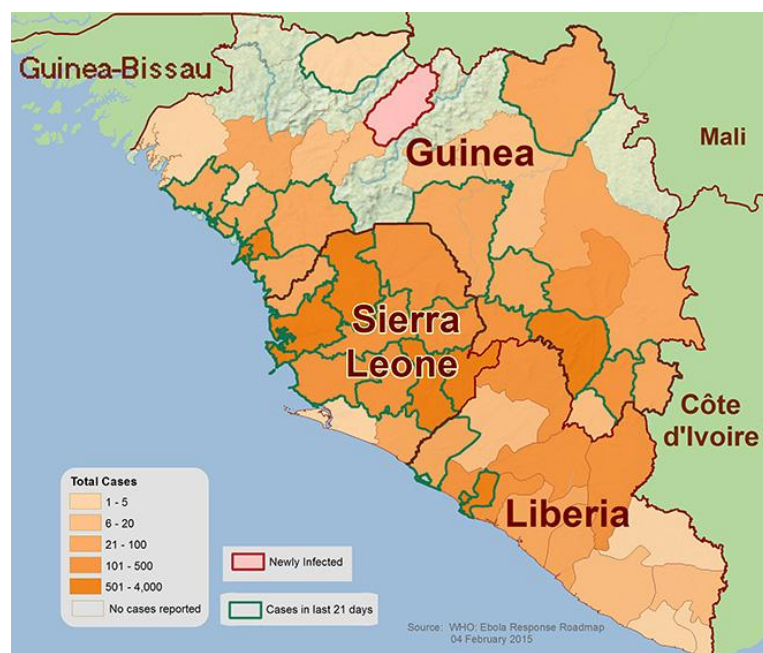 Guinea-Bissau
Mali
Guinea
Sierra
Leone
Côte
d'Ivoire
Liberia
Total Cases
1 - 5
6 - 20
21 - 100
101 - 500
501 - 4,000
No cases reported
Newly Infected
Cases in last 21 days
Source: WHO: Ebola Response Roadmap
04 February 2015